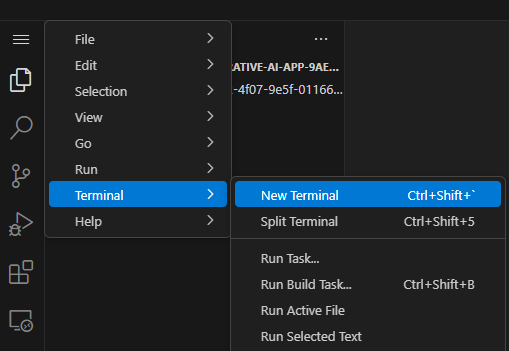 File
Edit
Selection
View
Go
Run
Terminal
Help
...
ATIVE-AI-APP-9AE...
-4f07-9e5f-01166...
New Terminal Ctrl+Shift+`
Split Terminal Ctrl+Shift+5
Run Task...
Run Build Task... Ctrl+Shift+B
Run Active File
Run Selected Text